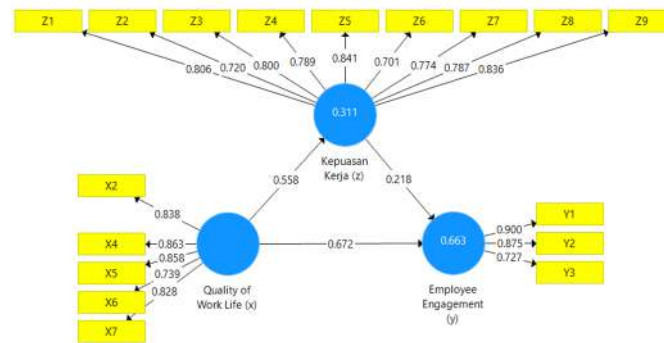 Z1 Z2 Z3 Z4 Z5 Z6 Z7 Z8 Z9
0.806 0.720 0.800 0.789 0.841 0.701 0.774 0.787 0.836
0.311
Kepuasan
Kerja (z)
0.558 0.218
X2
0.838
X4
0.863
X5
0.858
X6
0.739
X7
0.828
Quality of
Work Life (x)
0.672
0.663
Employee
Engagement
(y)
0.900 Y1
0.875 Y2
0.727 Y3